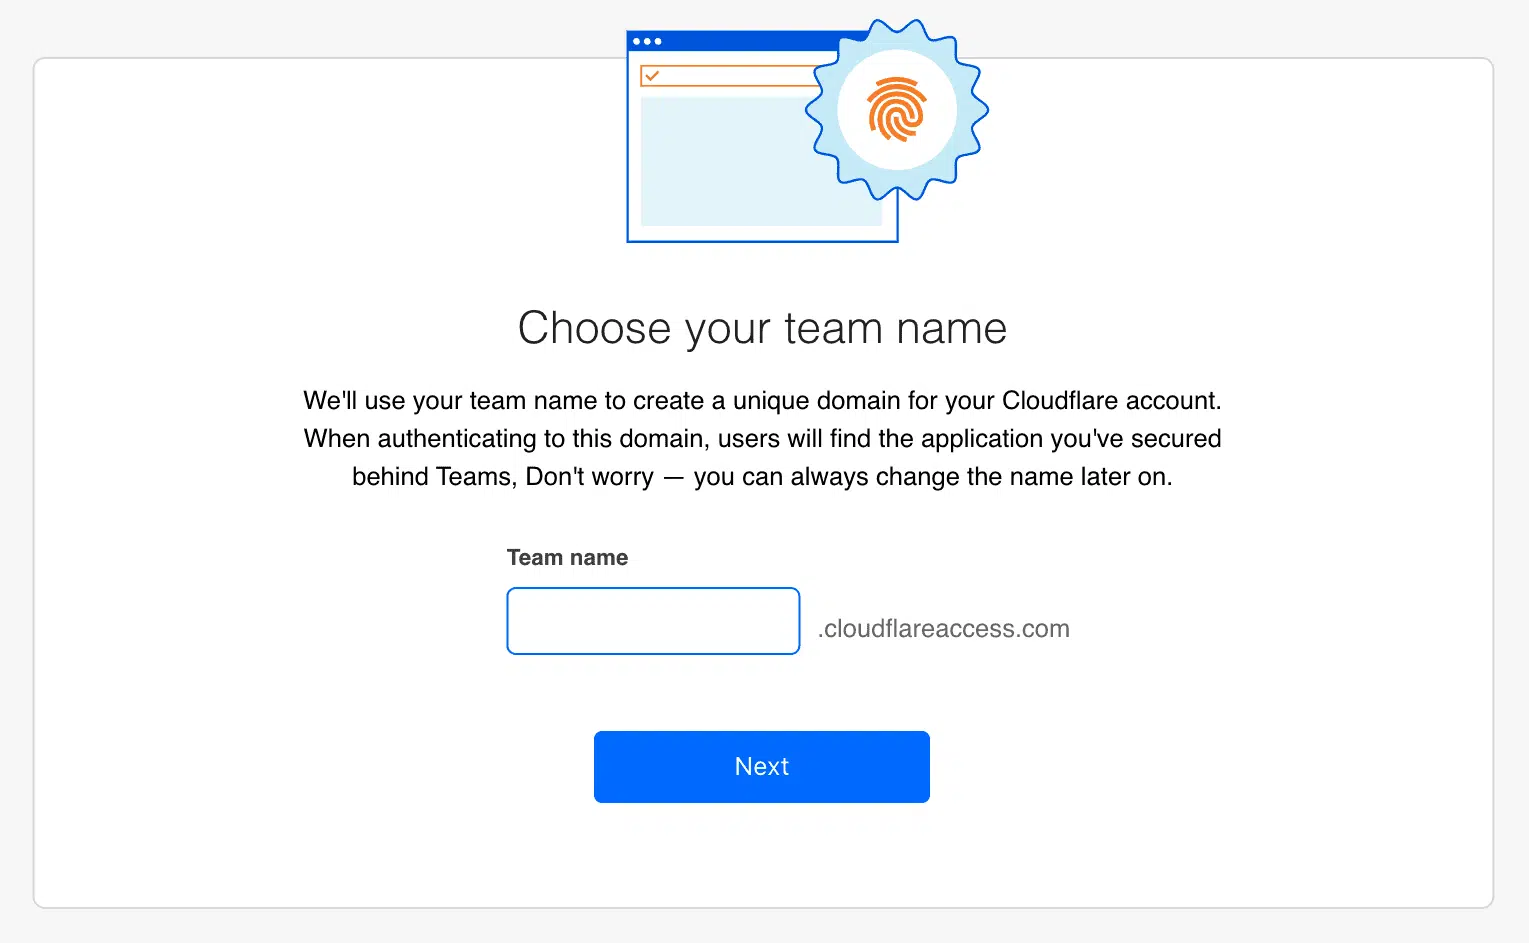 Choose your team name
We'll use your team name to create a unique domain for your Cloudflare account.
When authenticating to this domain, users will find the application you've secured
behind Teams, Don't worry — you can always change the name later on.
Team name
.cloudflareaccess.com
Next